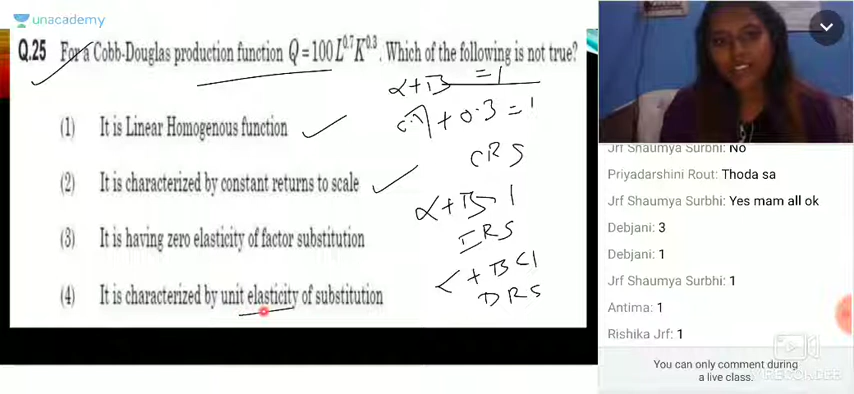 unacademy
Q.25 For a Cobb-Douglas production function Q = 100 L^0.7 K^0.3. Which of the following is not true?
(1) It is Linear Homogenous function
(2) It is characterized by constant returns to scale
(3) It is having zero elasticity of factor substitution
(4) It is characterized by unit elasticity of substitution
α+B = 1
0.7 + 0.3 = 1
CRS
α+B > 1
IRS
α + B < 1
DRS
Jrf Shaumya Surbhi: No
Priyadarshini Rout: Thoda sa
Jrf Shaumya Surbhi: Yes mam all ok
Debjani: 3
Debjani: 1
Jrf Shaumya Surbhi: 1
Antima: 1
Rishika Jrf: 1
You can only comment during
a live class.
RECORDER